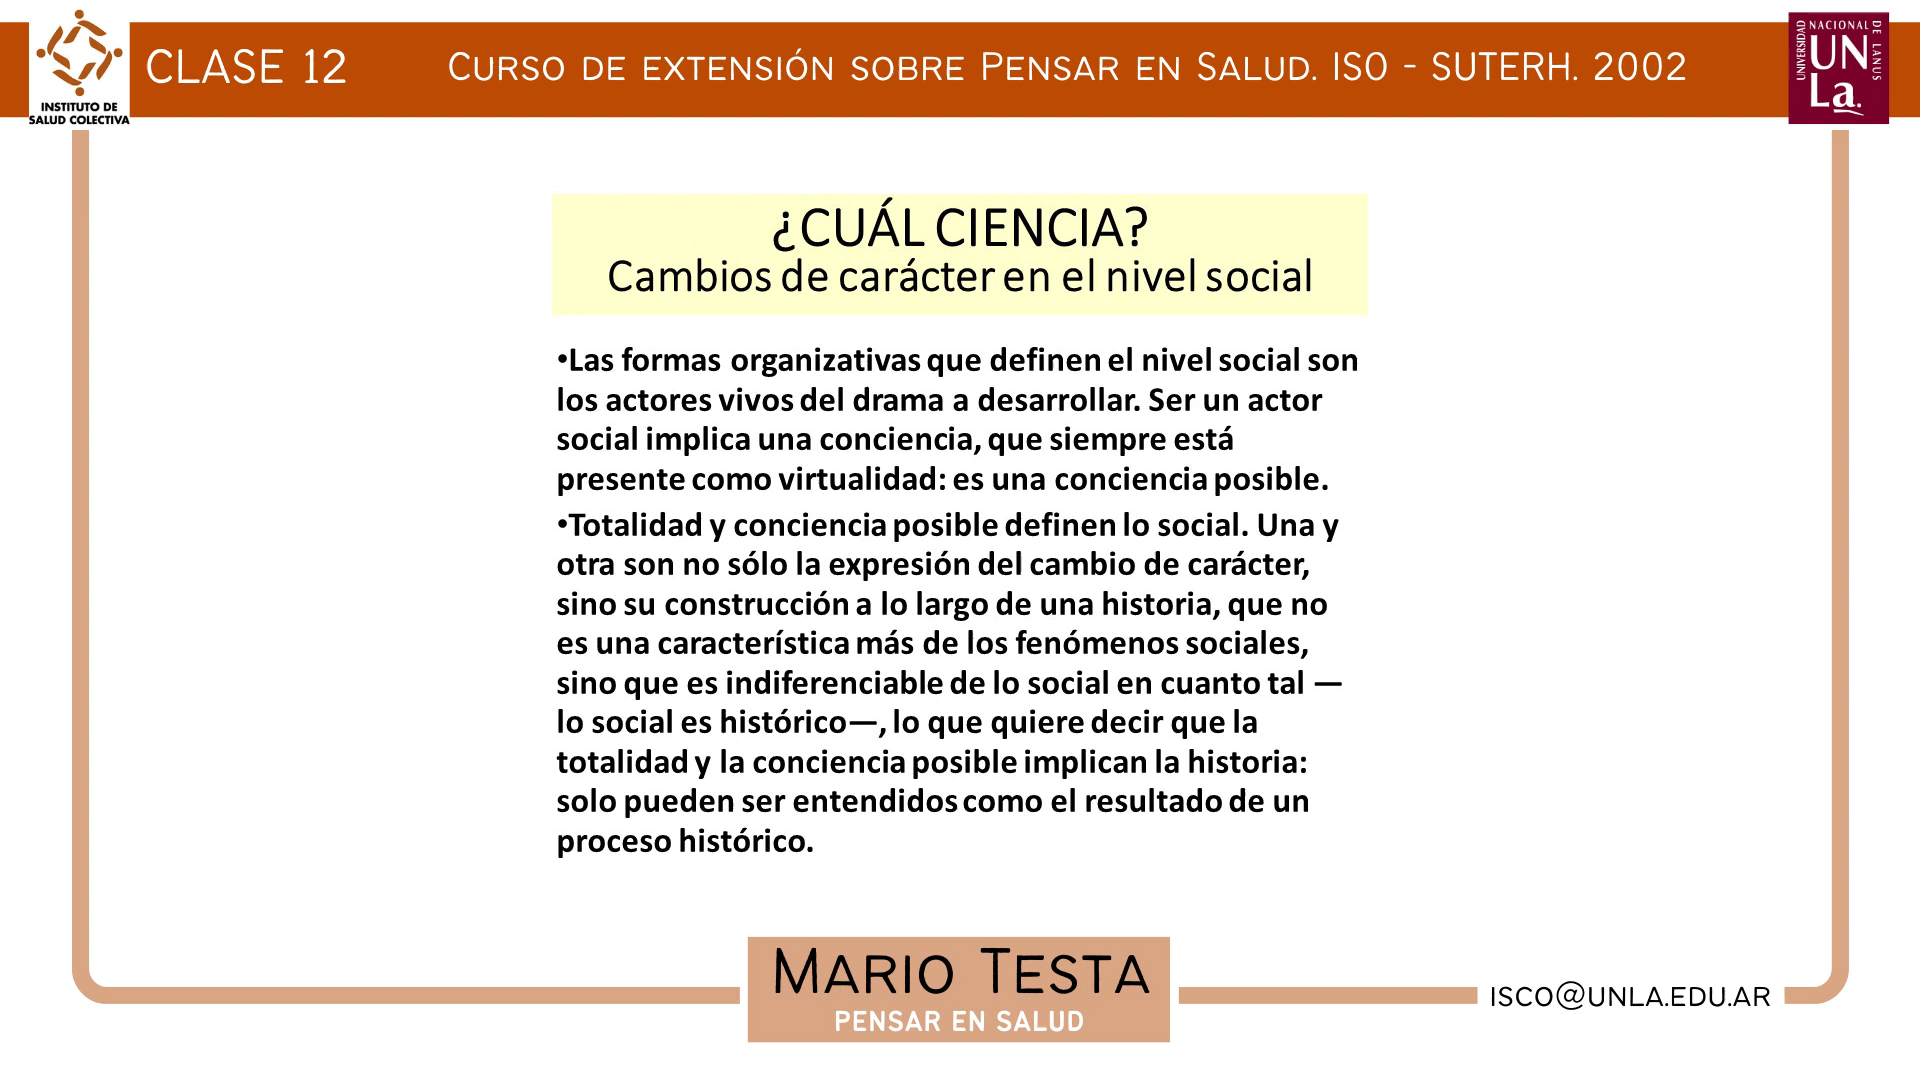 CLASE 12
CURSO DE EXTENSIÓN SOBRE PENSAR EN SALUD. ISO - SUTERH. 2002
INSTITUTO DE
SALUD COLECTIVA
UNIVERSIDAD
NACIONAL
DE LANUS
UN
La.
¿CUÁL CIENCIA?
Cambios de carácter en el nivel social
•Las formas organizativas que definen el nivel social son
los actores vivos del drama a desarrollar. Ser un actor
social implica una conciencia, que siempre está
presente como virtualidad: es una conciencia posible.
•Totalidad y conciencia posible definen lo social. Una y
otra son no sólo la expresión del cambio de carácter,
sino su construcción a lo largo de una historia, que no
es una característica más de los fenómenos sociales,
sino que es indiferenciable de lo social en cuanto tal —
lo social es histórico—, lo que quiere decir que la
totalidad y la conciencia posible implican la historia:
solo pueden ser entendidos como el resultado de un
proceso histórico.
MARIO TESTA
PENSAR EN SALUD
ISCO@UNLA.EDU.AR